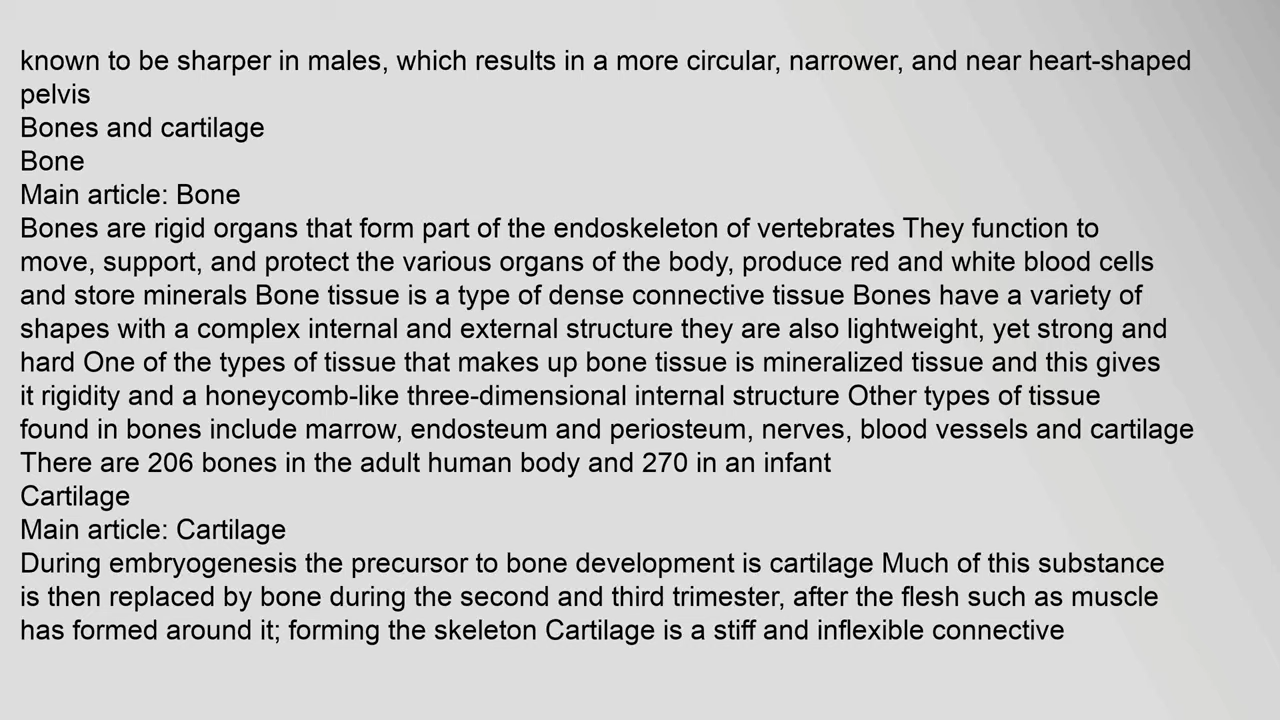 known to be sharper in males, which results in a more circular, narrower, and near heart-shaped
pelvis
Bones and cartilage
Bone
Main article: Bone
Bones are rigid organs that form part of the endoskeleton of vertebrates They function to
move, support, and protect the various organs of the body, produce red and white blood cells
and store minerals Bone tissue is a type of dense connective tissue Bones have a variety of
shapes with a complex internal and external structure they are also lightweight, yet strong and
hard One of the types of tissue that makes up bone tissue is mineralized tissue and this gives
it rigidity and a honeycomb-like three-dimensional internal structure Other types of tissue
found in bones include marrow, endosteum and periosteum, nerves, blood vessels and cartilage
There are 206 bones in the adult human body and 270 in an infant
Cartilage
Main article: Cartilage
During embryogenesis the precursor to bone development is cartilage Much of this substance
is then replaced by bone during the second and third trimester, after the flesh such as muscle
has formed around it; forming the skeleton Cartilage is a stiff and inflexible connective